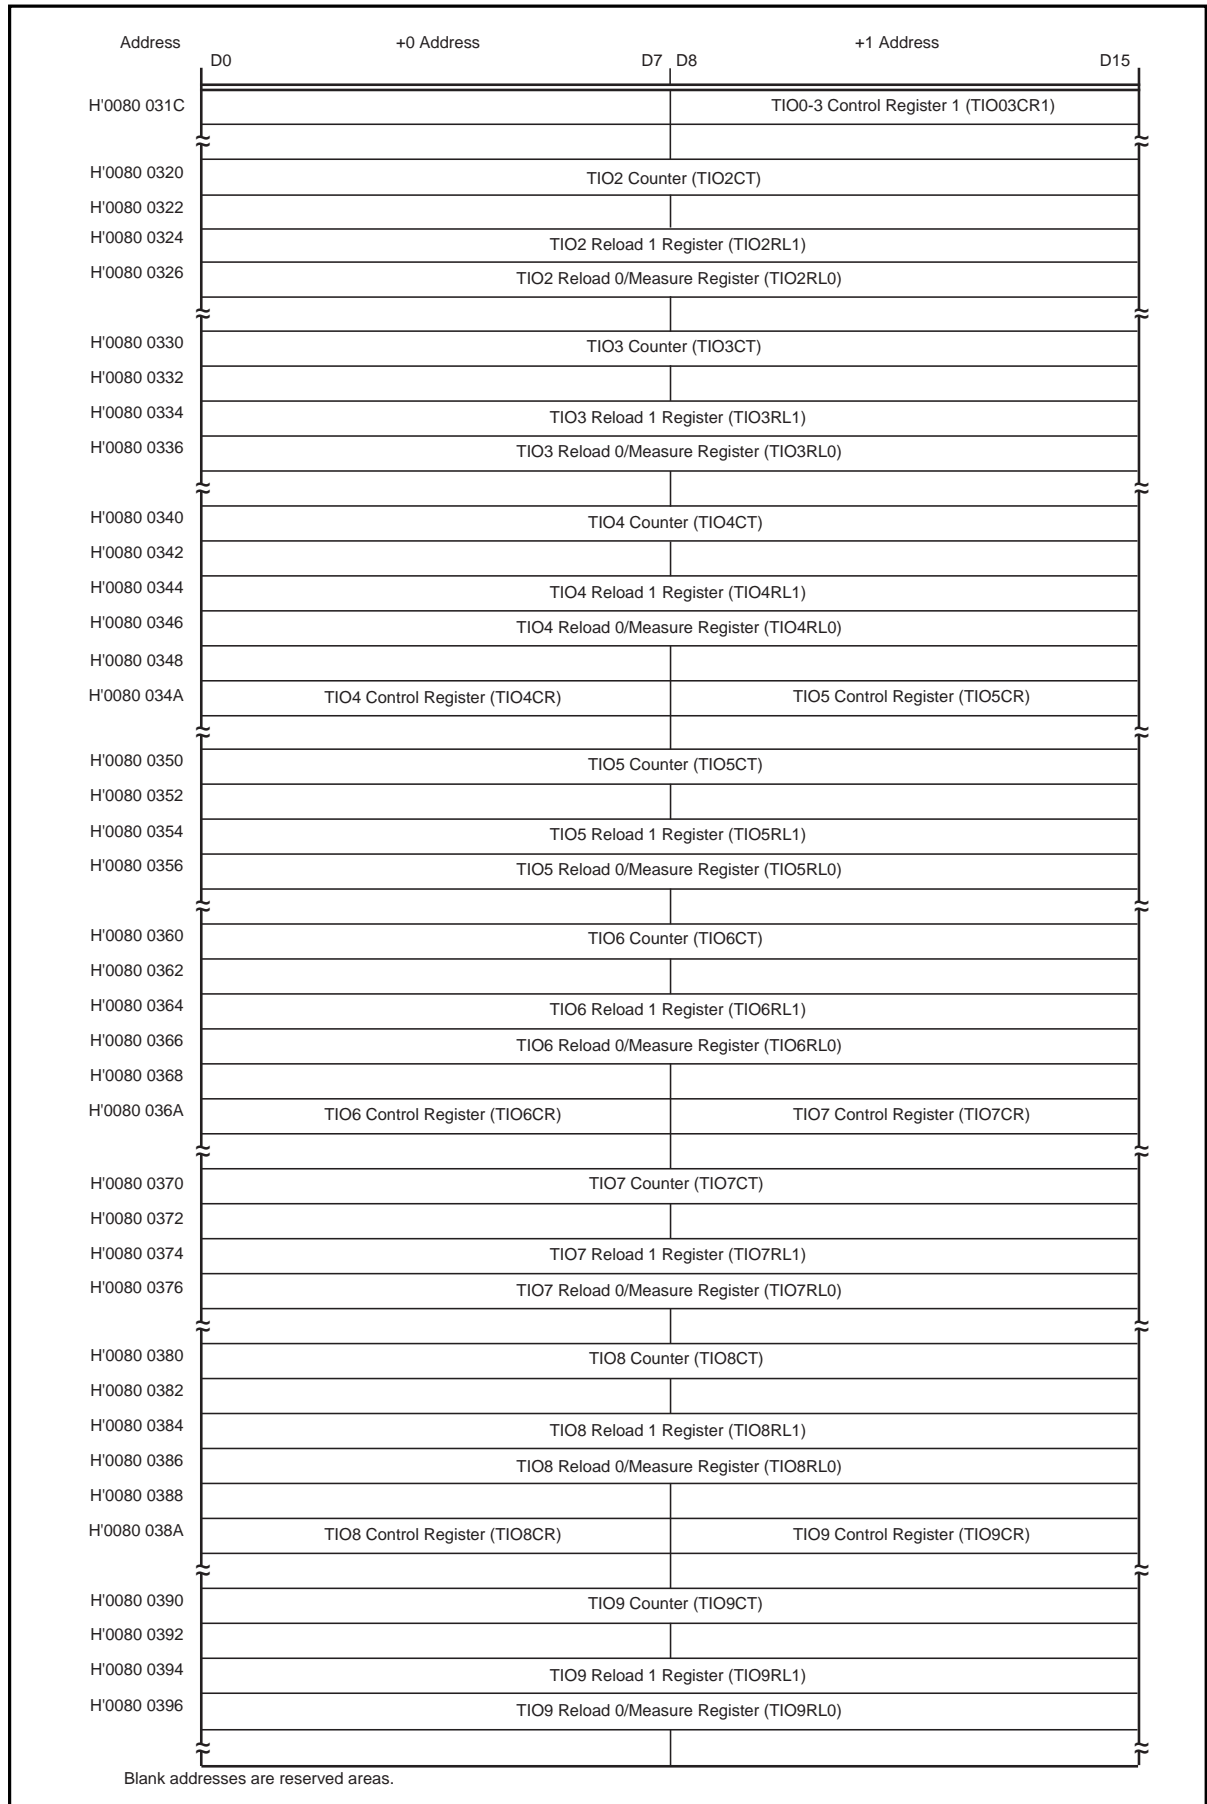 Address +0 Address +1 Address
D0 D7 D8 D15
H'0080 031C TIO0-3 Control Register 1 (TIO03CR1)
H'0080 0320 TIO2 Counter (TIO2CT)
H'0080 0322
H'0080 0324 TIO2 Reload 1 Register (TIO2RL1)
H'0080 0326 TIO2 Reload 0/Measure Register (TIO2RL0)
H'0080 0330 TIO3 Counter (TIO3CT)
H'0080 0332
H'0080 0334 TIO3 Reload 1 Register (TIO3RL1)
H'0080 0336 TIO3 Reload 0/Measure Register (TIO3RL0)
H'0080 0340 TIO4 Counter (TIO4CT)
H'0080 0342
H'0080 0344 TIO4 Reload 1 Register (TIO4RL1)
H'0080 0346 TIO4 Reload 0/Measure Register (TIO4RL0)
H'0080 0348
H'0080 034A TIO4 Control Register (TIO4CR) TIO5 Control Register (TIO5CR)
H'0080 0350 TIO5 Counter (TIO5CT)
H'0080 0352
H'0080 0354 TIO5 Reload 1 Register (TIO5RL1)
H'0080 0356 TIO5 Reload 0/Measure Register (TIO5RL0)
H'0080 0360 TIO6 Counter (TIO6CT)
H'0080 0362
H'0080 0364 TIO6 Reload 1 Register (TIO6RL1)
H'0080 0366 TIO6 Reload 0/Measure Register (TIO6RL0)
H'0080 0368
H'0080 036A TIO6 Control Register (TIO6CR) TIO7 Control Register (TIO7CR)
H'0080 0370 TIO7 Counter (TIO7CT)
H'0080 0372
H'0080 0374 TIO7 Reload 1 Register (TIO7RL1)
H'0080 0376 TIO7 Reload 0/Measure Register (TIO7RL0)
H'0080 0380 TIO8 Counter (TIO8CT)
H'0080 0382
H'0080 0384 TIO8 Reload 1 Register (TIO8RL1)
H'0080 0386 TIO8 Reload 0/Measure Register (TIO8RL0)
H'0080 0388
H'0080 038A TIO8 Control Register (TIO8CR) TIO9 Control Register (TIO9CR)
H'0080 0390 TIO9 Counter (TIO9CT)
H'0080 0392
H'0080 0394 TIO9 Reload 1 Register (TIO9RL1)
H'0080 0396 TIO9 Reload 0/Measure Register (TIO9RL0)
Blank addresses are reserved areas.